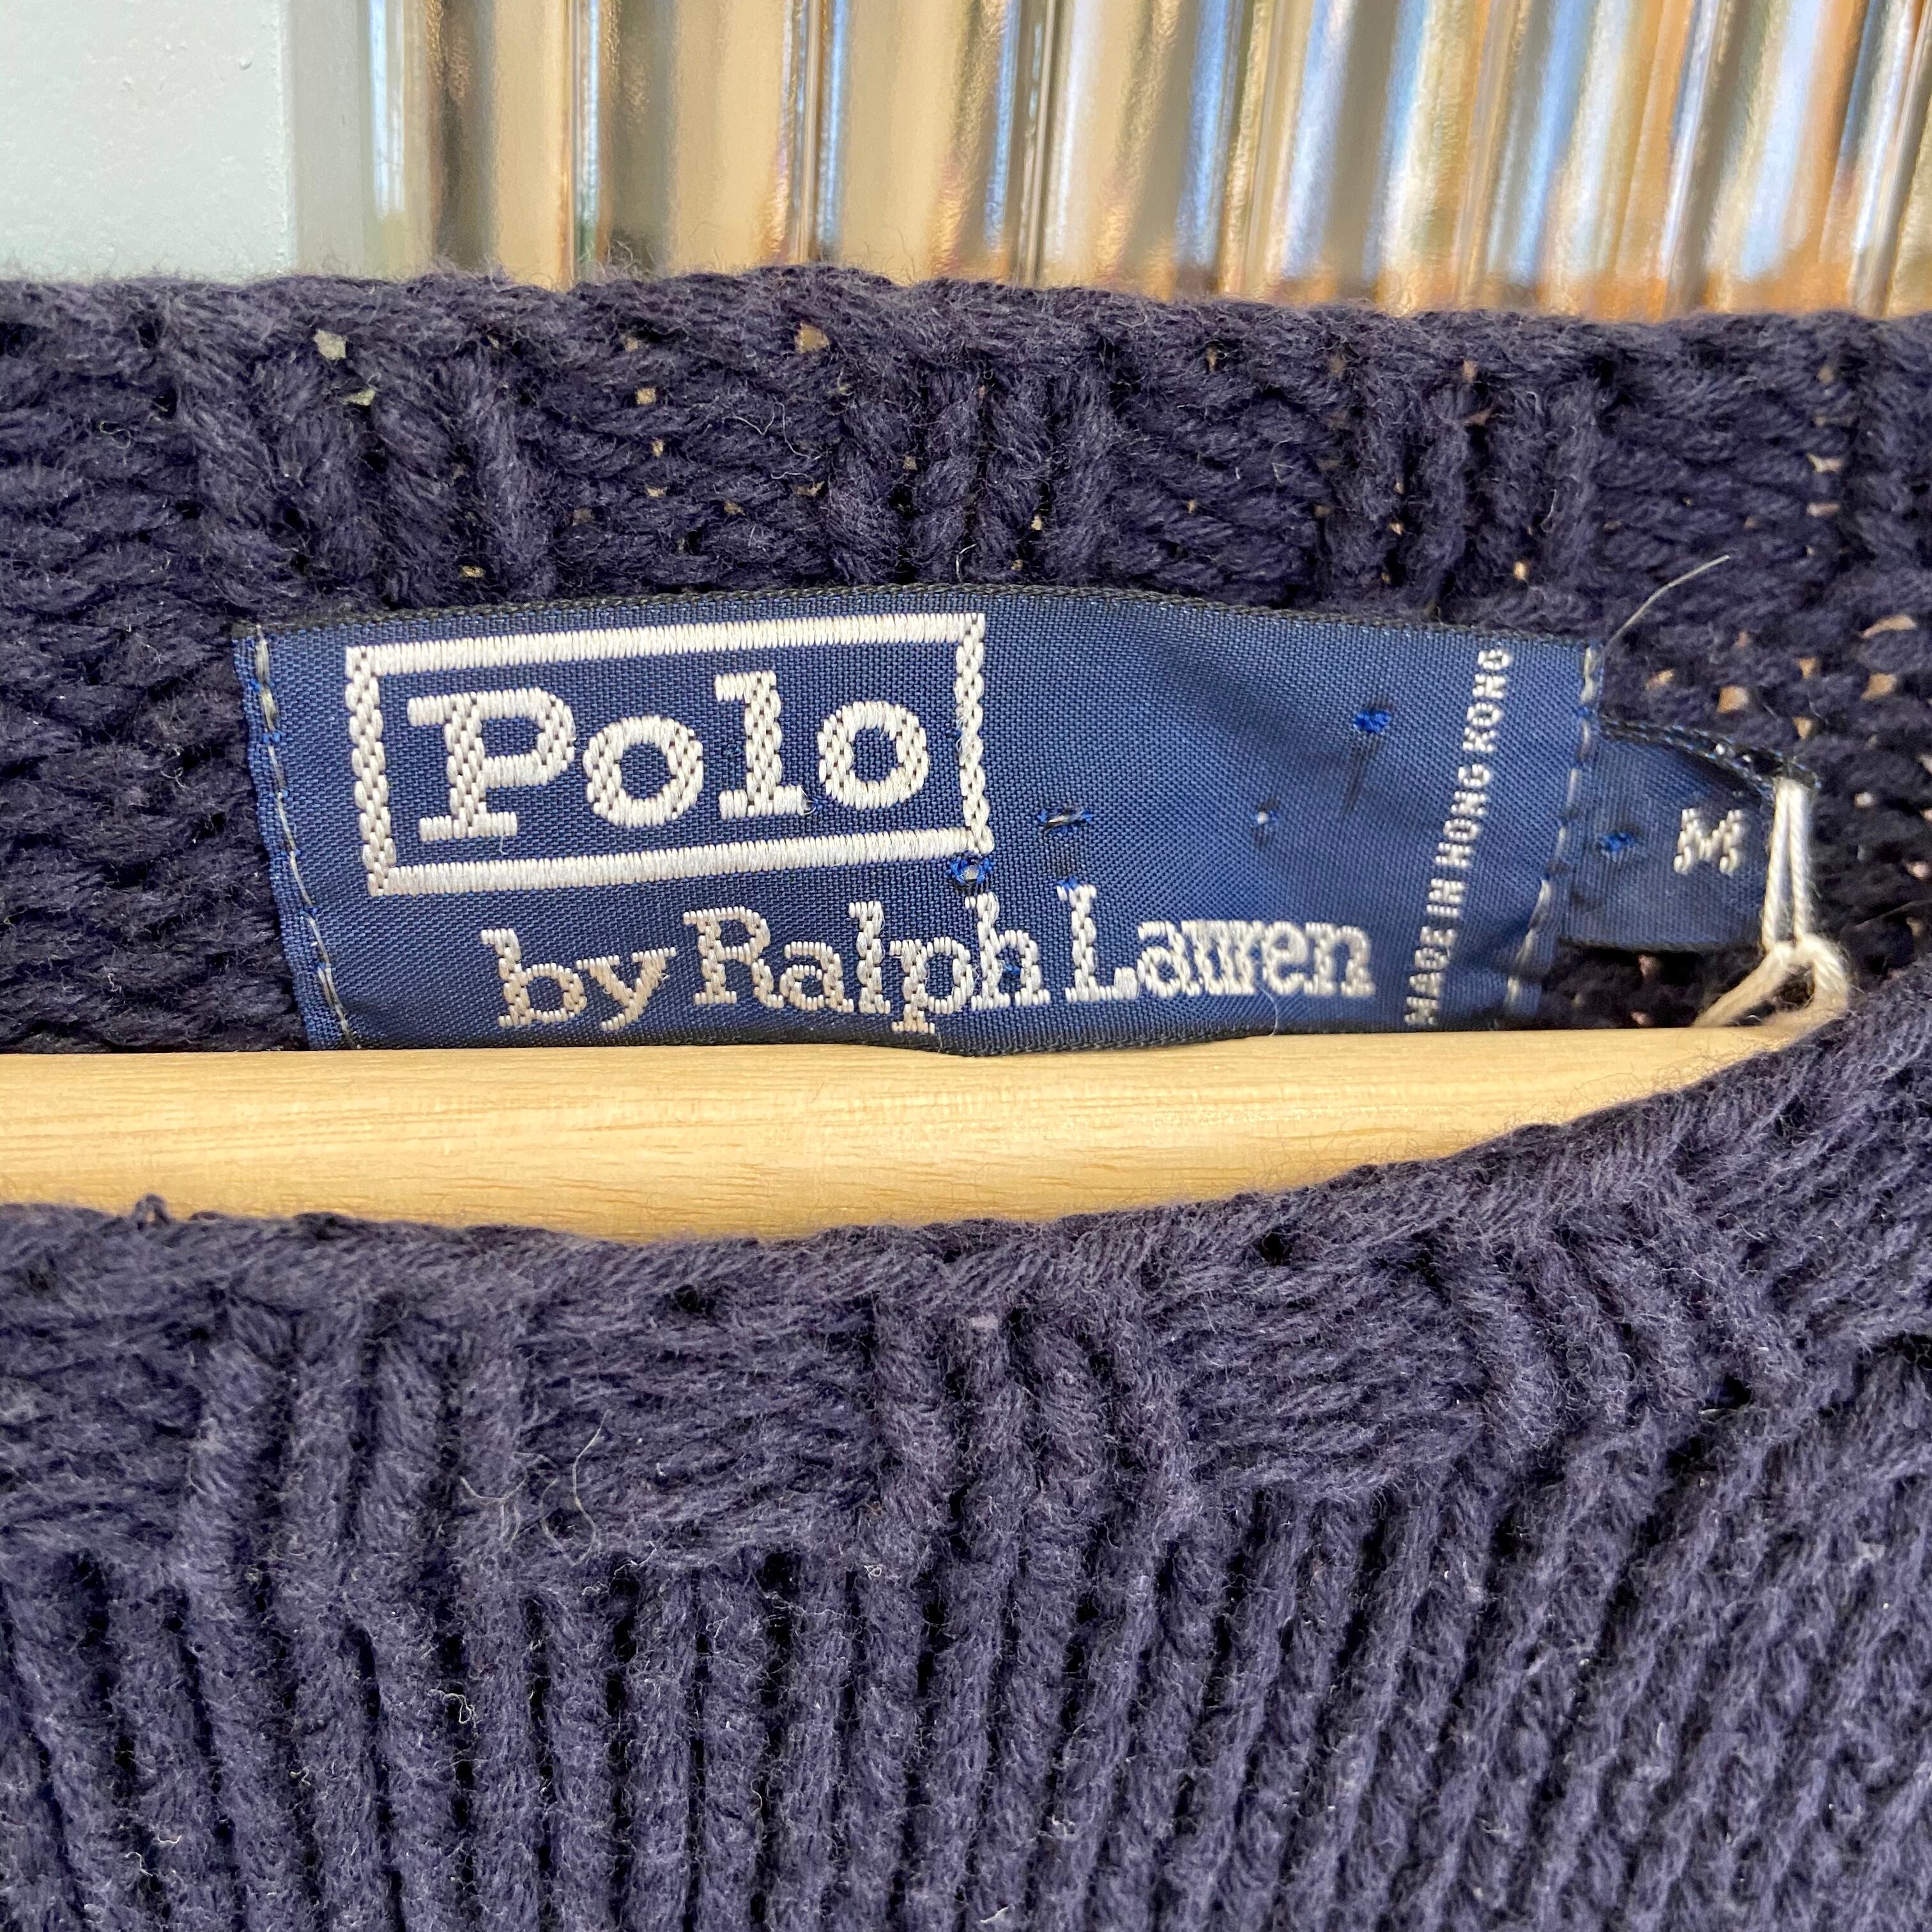 Polo
by Ralph Lauren
MADE IN HONG KONG
M